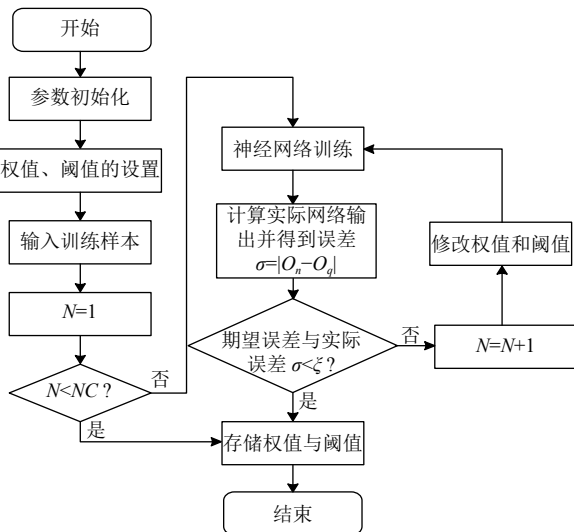 开始
参数初始化
权值、阈值的设置
输入训练样本
N=1
N<NC?
否
是
神经网络训练
计算实际网络输
出并得到误差
σ=|Oₙ−O_q|
期望误差与实际
误差 σ<ξ?
否
是
N=N+1
修改权值和阈值
存储权值与阈值
结束